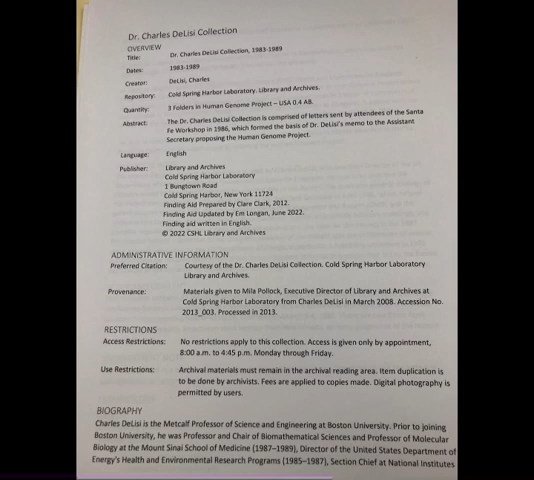 Dr. Charles DeLisi Collection
OVERVIEW
Title: Dr. Charles DeLisi Collection, 1983-1989
Dates: 1983-1989
Creator: DeLisi, Charles
Repository: Cold Spring Harbor Laboratory. Library and Archives.
Quantity: 3 Folders in Human Genome Project – USA 0.4 AB.
Abstract: The Dr. Charles DeLisi Collection is comprised of letters sent by attendees of the Santa
Fe Workshop in 1986, which formed the basis of Dr. DeLisi's memo to the Assistant
Secretary proposing the Human Genome Project.
Language: English
Publisher: Library and Archives
Cold Spring Harbor Laboratory
1 Bungtown Road
Cold Spring Harbor, New York 11724
Finding Aid Prepared by Clare Clark, 2012.
Finding Aid Updated by Em Longan, June 2022.
Finding aid written in English.
© 2022 CSHL Library and Archives
ADMINISTRATIVE INFORMATION
Preferred Citation: Courtesy of the Dr. Charles DeLisi Collection. Cold Spring Harbor Laboratory
Library and Archives.
Provenance: Materials given to Mila Pollock, Executive Director of Library and Archives at
Cold Spring Harbor Laboratory from Charles DeLisi in March 2008. Accession No.
2013_003. Processed in 2013.
RESTRICTIONS
Access Restrictions: No restrictions apply to this collection. Access is given only by appointment,
8:00 a.m. to 4:45 p.m. Monday through Friday.
Use Restrictions: Archival materials must remain in the archival reading area. Item duplication is
to be done by archivists. Fees are applied to copies made. Digital photography is
permitted by users.
BIOGRAPHY
Charles DeLisi is the Metcalf Professor of Science and Engineering at Boston University. Prior to joining
Boston University, he was Professor and Chair of Biomathematical Sciences and Professor of Molecular
Biology at the Mount Sinai School of Medicine (1987–1989), Director of the United States Department of
Energy's Health and Environmental Research Programs (1985–1987), Section Chief at National Institutes